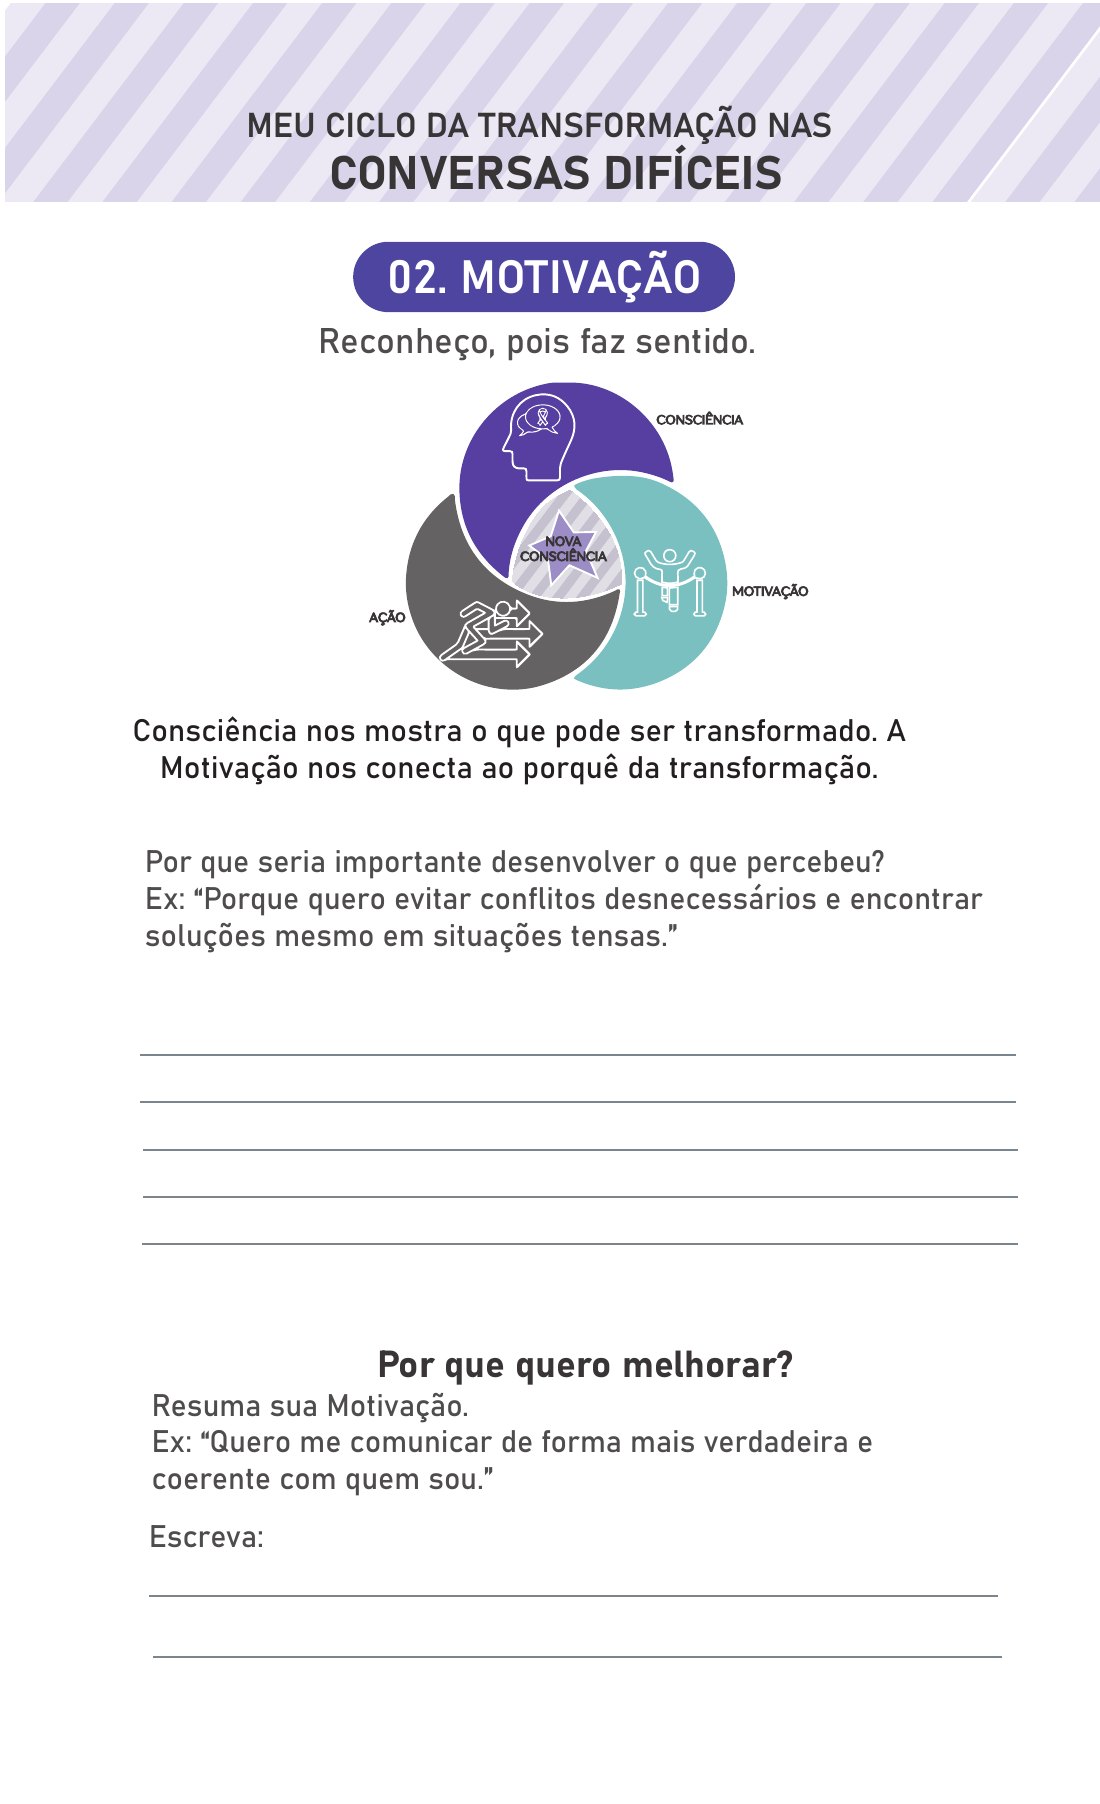 MEU CICLO DA TRANSFORMAÇÃO NAS
CONVERSAS DIFÍCEIS
02. MOTIVAÇÃO
Reconheço, pois faz sentido.
CONSCIÊNCIA
NOVA
CONSCIÊNCIA
MOTIVAÇÃO
AÇÃO
Consciência nos mostra o que pode ser transformado. A
Motivação nos conecta ao porquê da transformação.
Por que seria importante desenvolver o que percebeu?
Ex: “Porque quero evitar conflitos desnecessários e encontrar
soluções mesmo em situações tensas.”
Por que quero melhorar?
Resuma sua Motivação.
Ex: “Quero me comunicar de forma mais verdadeira e
coerente com quem sou.”
Escreva: